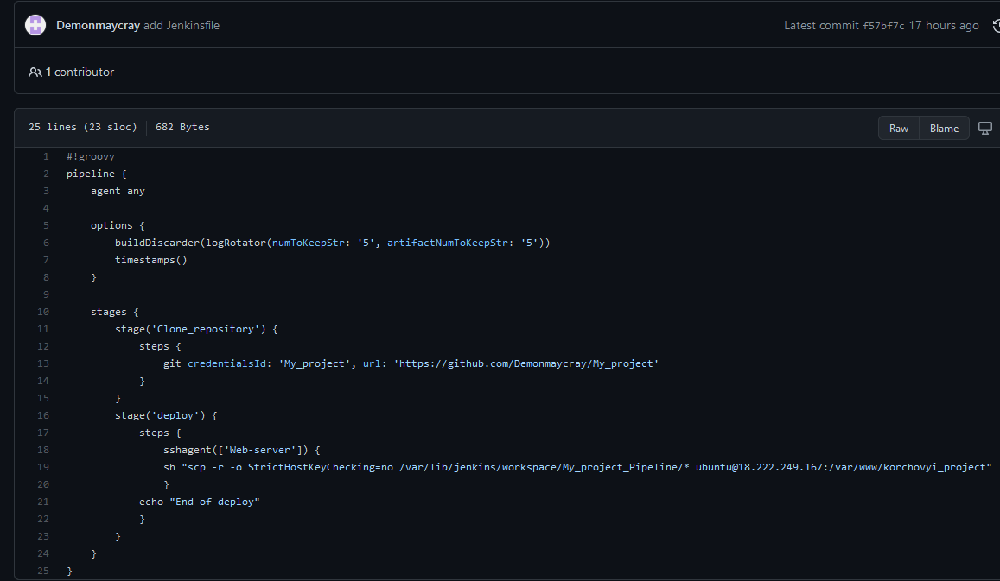 Demonmaycray add Jenkinsfile Latest commit f57bf7c 17 hours ago
1 contributor
25 lines (23 sloc) 682 Bytes Raw Blame
1 #!groovy
2 pipeline {
3     agent any
4
5     options {
6         buildDiscarder(logRotator(numToKeepStr: '5', artifactNumToKeepStr: '5'))
7         timestamps()
8     }
9
10     stages {
11         stage('Clone_repository') {
12             steps {
13                 git credentialsId: 'My_project', url: 'https://github.com/Demonmaycray/My_project'
14             }
15         }
16         stage('deploy') {
17             steps {
18                 sshagent(['Web-server']) {
19                 sh "scp -r -o StrictHostKeyChecking=no /var/lib/jenkins/workspace/My_project_Pipeline/* ubuntu@18.222.249.167:/var/www/korchovyi_project"
20                 }
21             echo "End of deploy"
22             }
23         }
24     }
25 }